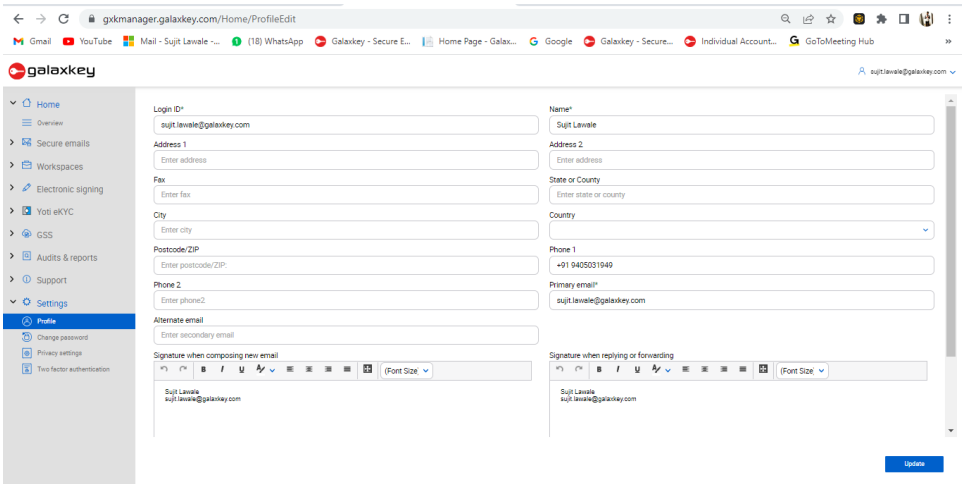 gxkmanager.galaxkey.com/Home/ProfileEdit
Gmail YouTube Mail - Sujit Lawale -... (18) WhatsApp Galaxkey - Secure E... Home Page - Galax... Google Galaxkey - Secure... Individual Account... GoToMeeting Hub »
galaxkey
sujit.lawale@galaxkey.com
Home
Overview
Secure emails
Workspaces
Electronic signing
Yoti eKYC
GSS
Audits & reports
Support
Settings
Profile
Change password
Privacy settings
Two factor authentication
Login ID* Name*
sujit.lawale@galaxkey.com Sujit Lawale
Address 1 Address 2
Enter address Enter address
Fax State or County
Enter fax Enter state or county
City Country
Enter city
Postcode/ZIP Phone 1
Enter postcode/ZIP: +91 9405031949
Phone 2 Primary email*
Enter phone2 sujit.lawale@galaxkey.com
Alternate email
Enter secondary email
Signature when composing new email Signature when replying or forwarding
B I U A (Font Size) B I U A (Font Size)
Sujit Lawale Sujit Lawale
sujit.lawale@galaxkey.com sujit.lawale@galaxkey.com
Update